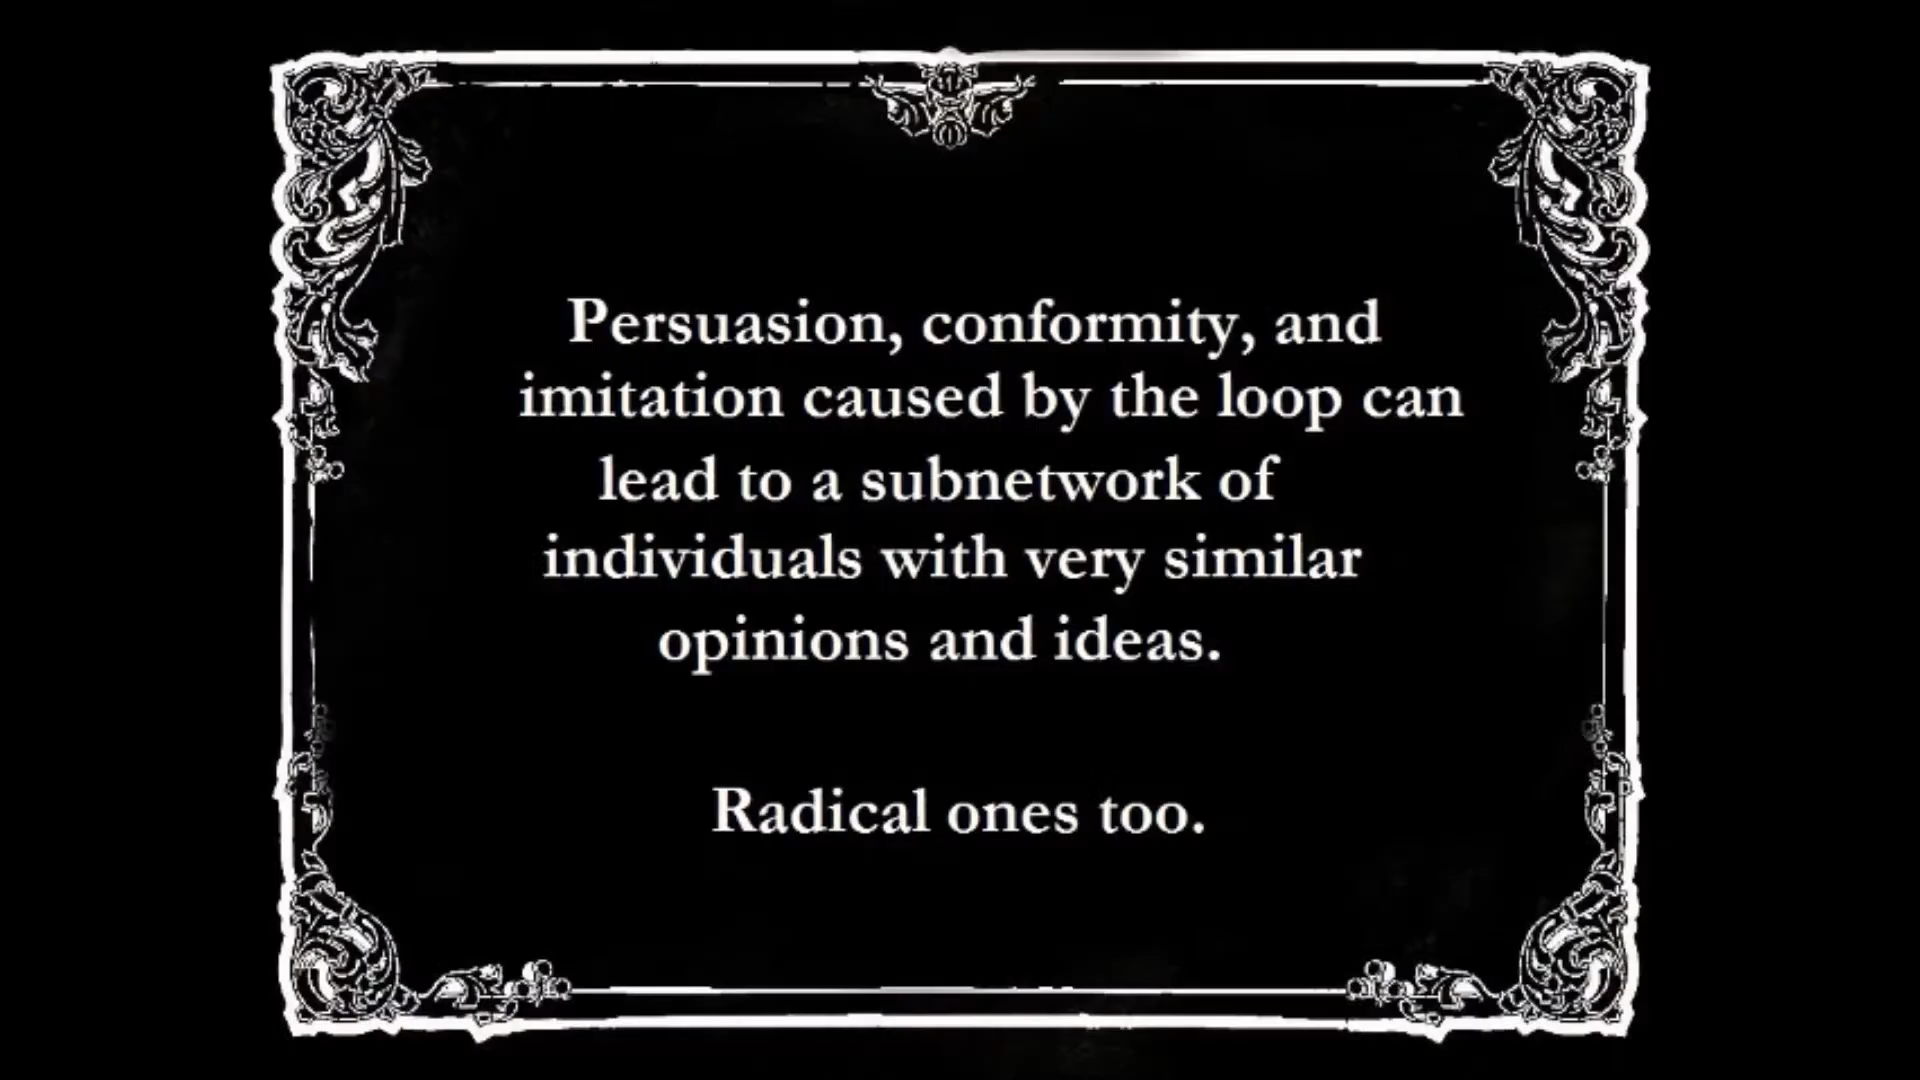 Persuasion, conformity, and
imitation caused by the loop can
lead to a subnetwork of
individuals with very similar
opinions and ideas.
Radical ones too.